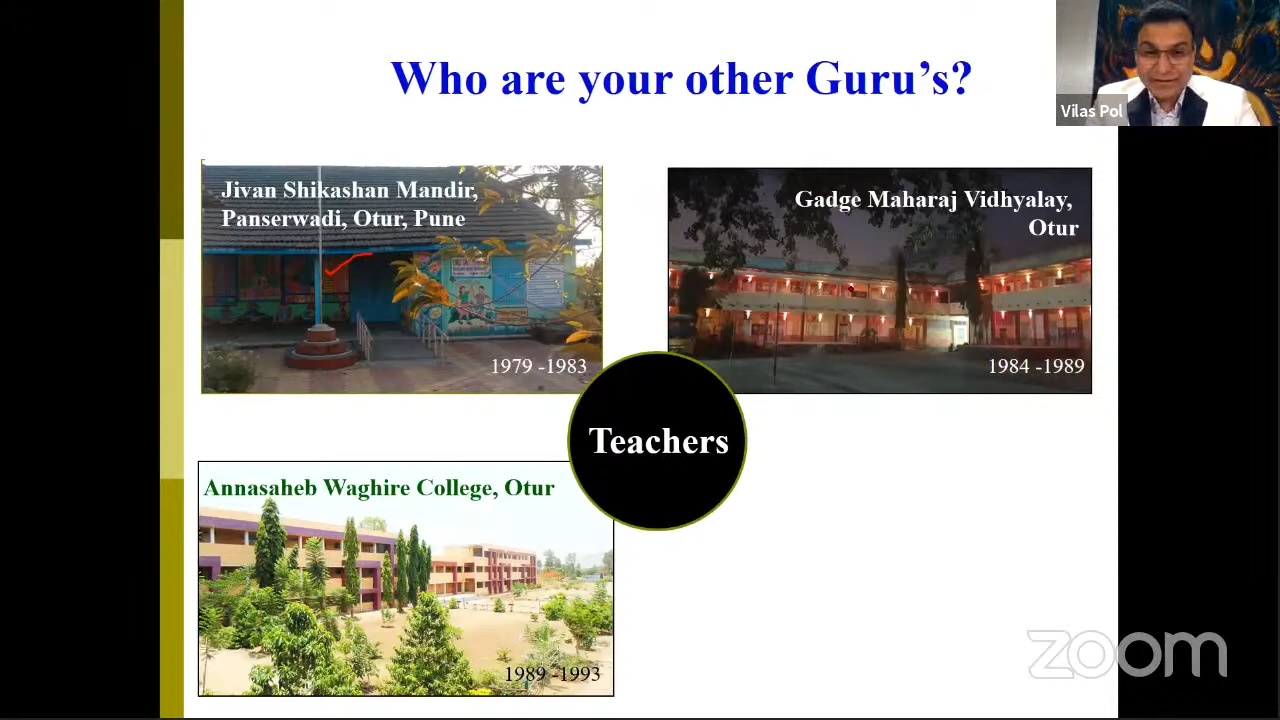 Who are your other Guru's?
Vilas Pol
Jivan Shikashan Mandir,
Panserwadi, Otur, Pune
1979 -1983
Gadge Maharaj Vidhyalay,
Otur
1984 -1989
Teachers
Annasaheb Waghire College, Otur
1989 -1993
zoom